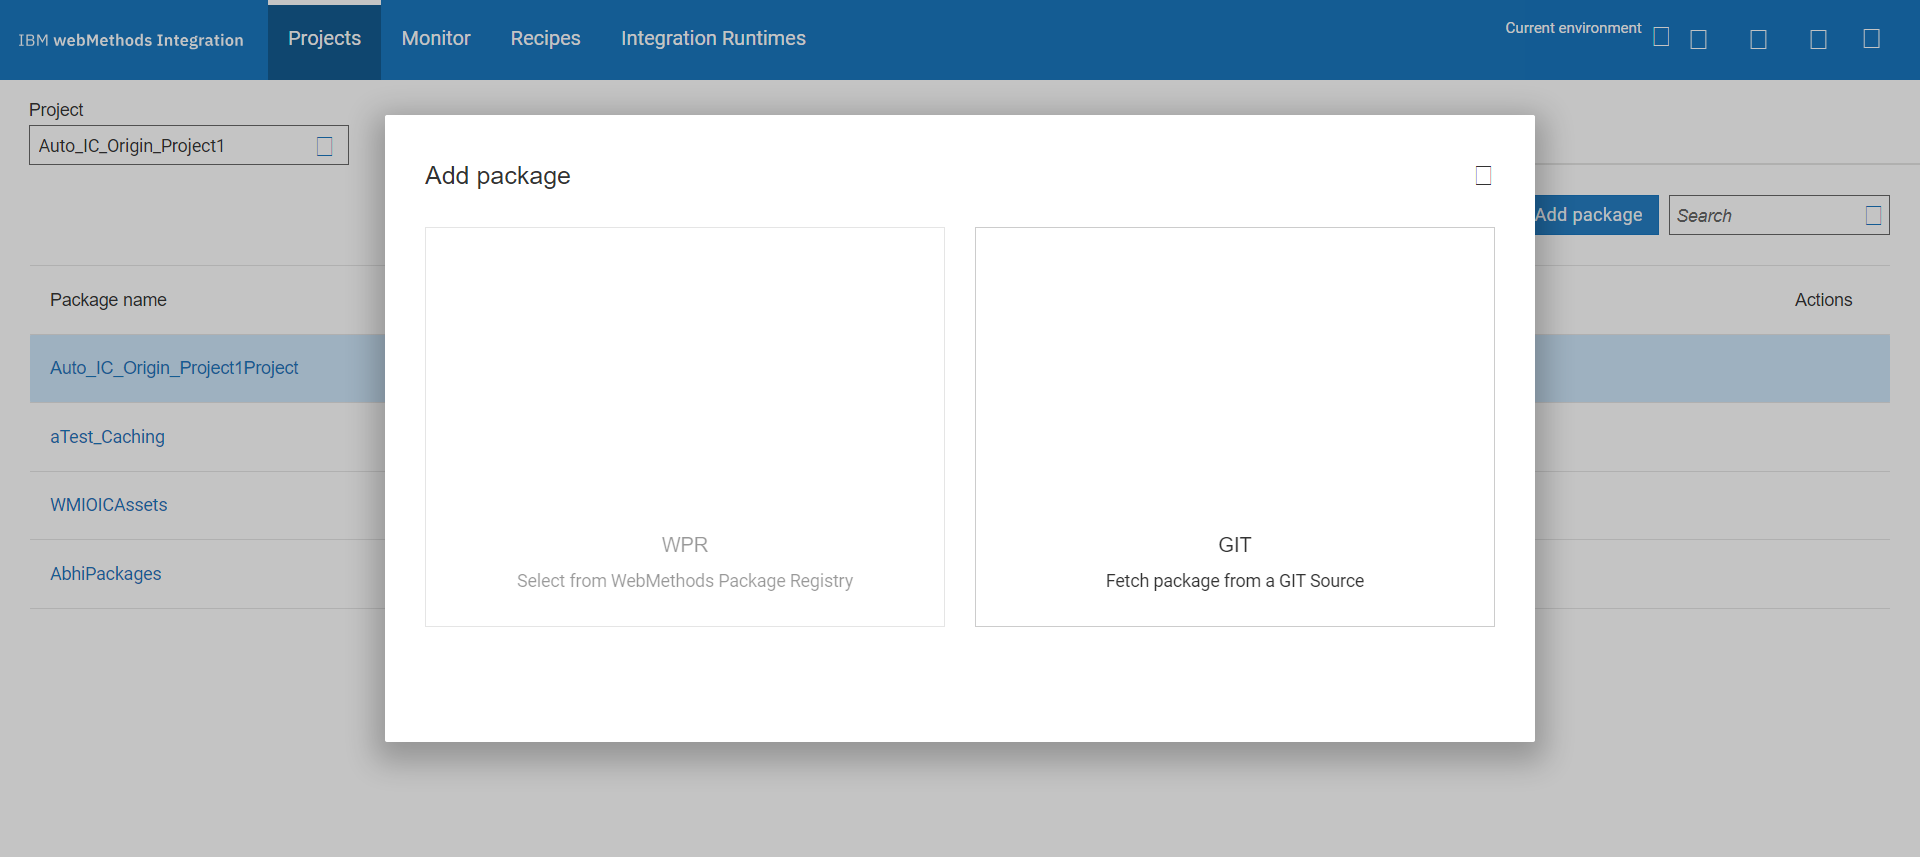 IBM webMethods Integration
Projects
Monitor
Recipes
Integration Runtimes
Current environment
Project
Auto_IC_Origin_Project1
Add package
Add package
Search
Package name
Actions
Auto_IC_Origin_Project1Project
aTest_Caching
WMIOICAssets
AbhiPackages
WPR
Select from WebMethods Package Registry
GIT
Fetch package from a GIT Source